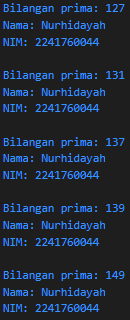 Bilangan prima: 127
Nama: Nurhidayah
NIM: 2241760044
Bilangan prima: 131
Nama: Nurhidayah
NIM: 2241760044
Bilangan prima: 137
Nama: Nurhidayah
NIM: 2241760044
Bilangan prima: 139
Nama: Nurhidayah
NIM: 2241760044
Bilangan prima: 149
Nama: Nurhidayah
NIM: 2241760044